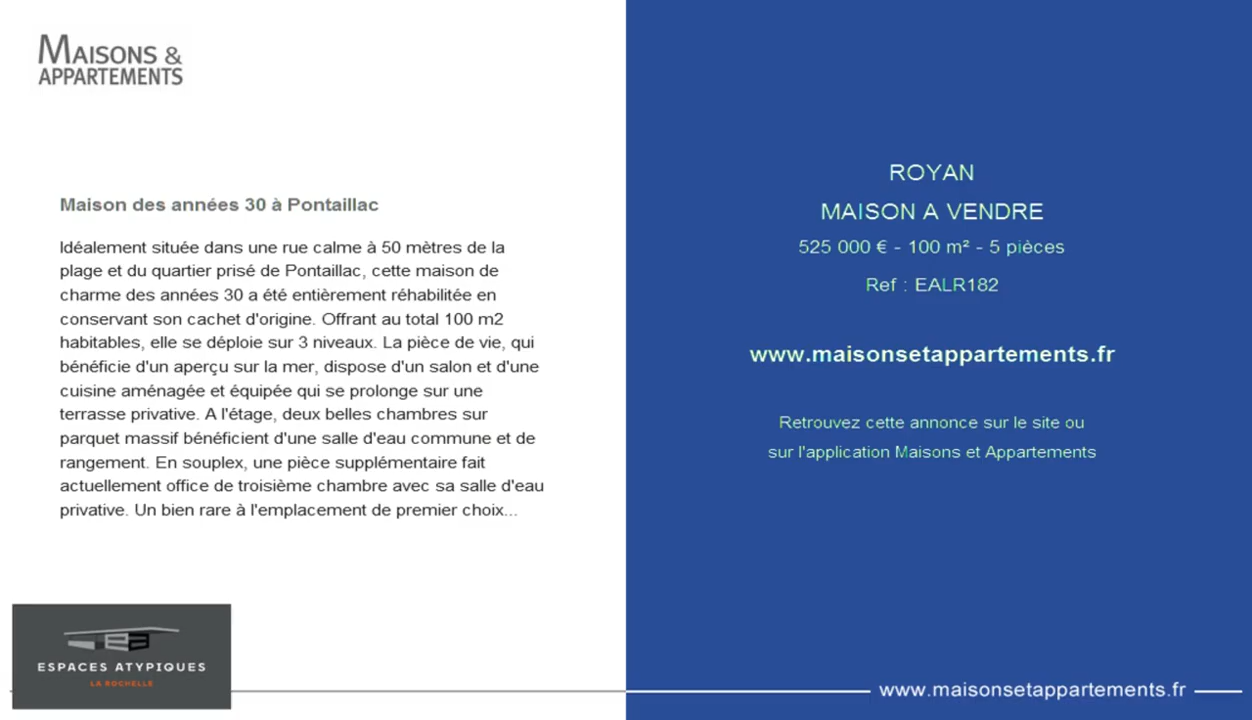 MAISONS &
APPARTEMENTS
Maison des années 30 à Pontaillac
Idéalement située dans une rue calme à 50 mètres de la
plage et du quartier prisé de Pontaillac, cette maison de
charme des années 30 a été entièrement réhabilitée en
conservant son cachet d'origine. Offrant au total 100 m2
habitables, elle se déploie sur 3 niveaux. La pièce de vie, qui
bénéficie d'un aperçu sur la mer, dispose d'un salon et d'une
cuisine aménagée et équipée qui se prolonge sur une
terrasse privative. A l'étage, deux belles chambres sur
parquet massif bénéficient d'une salle d'eau commune et de
rangement. En souplex, une pièce supplémentaire fait
actuellement office de troisième chambre avec sa salle d'eau
privative. Un bien rare à l'emplacement de premier choix...
ea
ESPACES ATYPIQUES
LA ROCHELLE
ROYAN
MAISON A VENDRE
525 000 € - 100 m² - 5 pièces
Ref : EALR182
www.maisonsetappartements.fr
Retrouvez cette annonce sur le site ou
sur l'application Maisons et Appartements
www.maisonsetappartements.fr